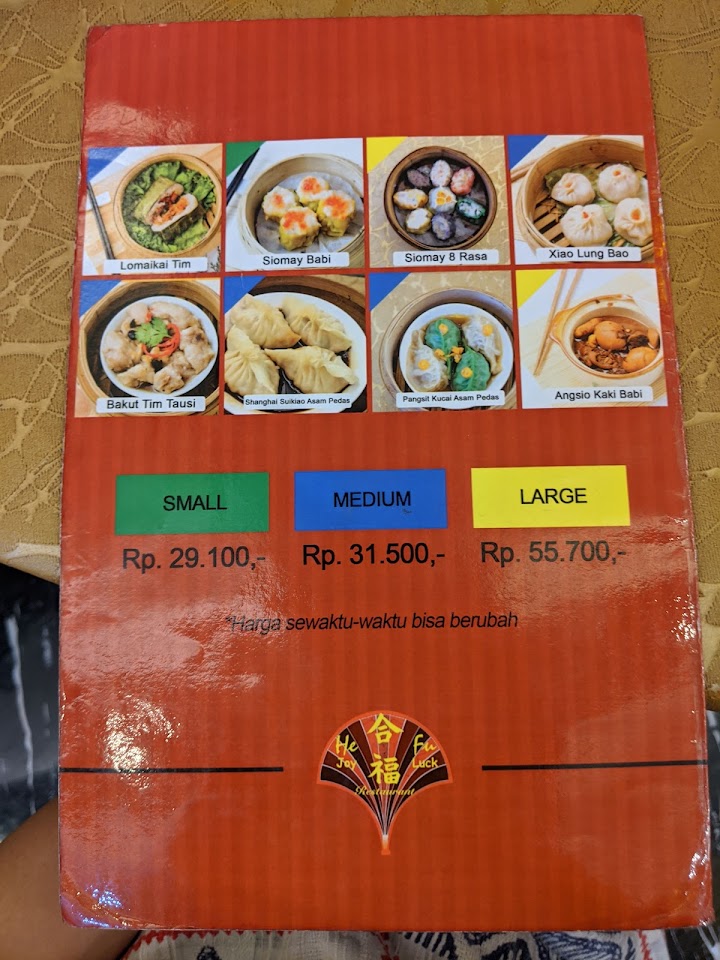 Lomaikai Tim
Siomay Babi
Siomay 8 Rasa
Xiao Lung Bao
Bakut Tim Tausi
Shanghai Suikiao Asam Pedas
Pangsit Kucai Asam Pedas
Angsio Kaki Babi
SMALL
MEDIUM
LARGE
Rp. 29.100,-
Rp. 31.500,-
Rp. 55.700,-
*Harga sewaktu-waktu bisa berubah
He 合 Fu
Joy 福 Luck
Restaurant